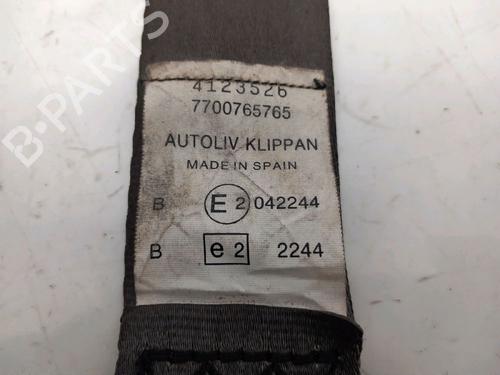 B-PARTS
4123526
7700765765
AUTOLIV KLIPPAN
MADE IN SPAIN
B E 2 042244
B e 2 2244